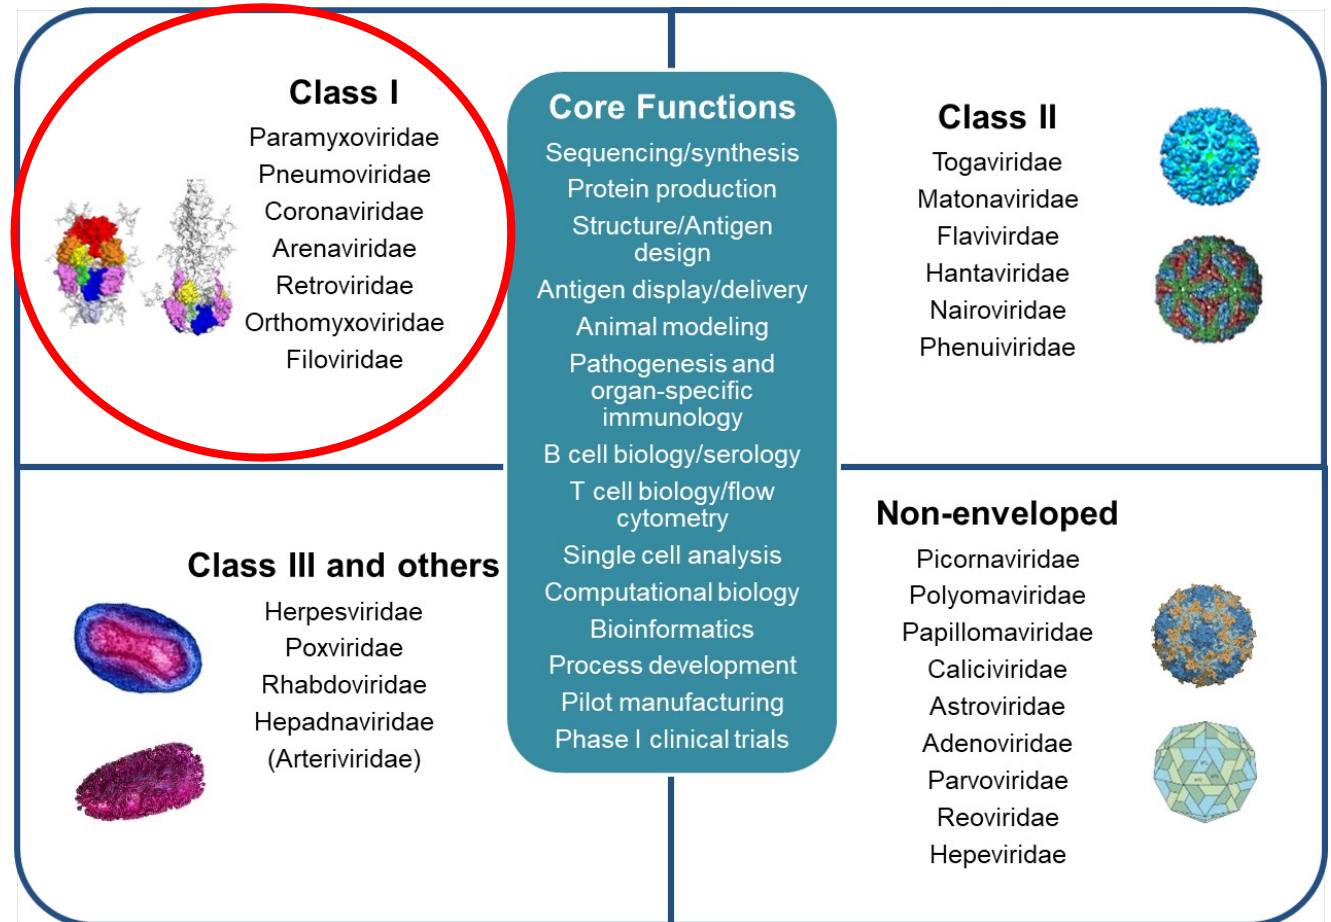 Class I
Paramyxoviridae
Pneumoviridae
Coronaviridae
Arenaviridae
Retroviridae
Orthomyxoviridae
Filoviridae
Core Functions
Sequencing/synthesis
Protein production
Structure/Antigen
design
Antigen display/delivery
Animal modeling
Pathogenesis and
organ-specific
immunology
B cell biology/serology
T cell biology/flow
cytometry
Single cell analysis
Computational biology
Bioinformatics
Process development
Pilot manufacturing
Phase I clinical trials
Class II
Togaviridae
Matonaviridae
Flavivirdae
Hantaviridae
Nairoviridae
Phenuiviridae
Class III and others
Herpesviridae
Poxviridae
Rhabdoviridae
Hepadnaviridae
(Arteriviridae)
Non-enveloped
Picornaviridae
Polyomaviridae
Papillomaviridae
Caliciviridae
Astroviridae
Adenoviridae
Parvoviridae
Reoviridae
Hepeviridae